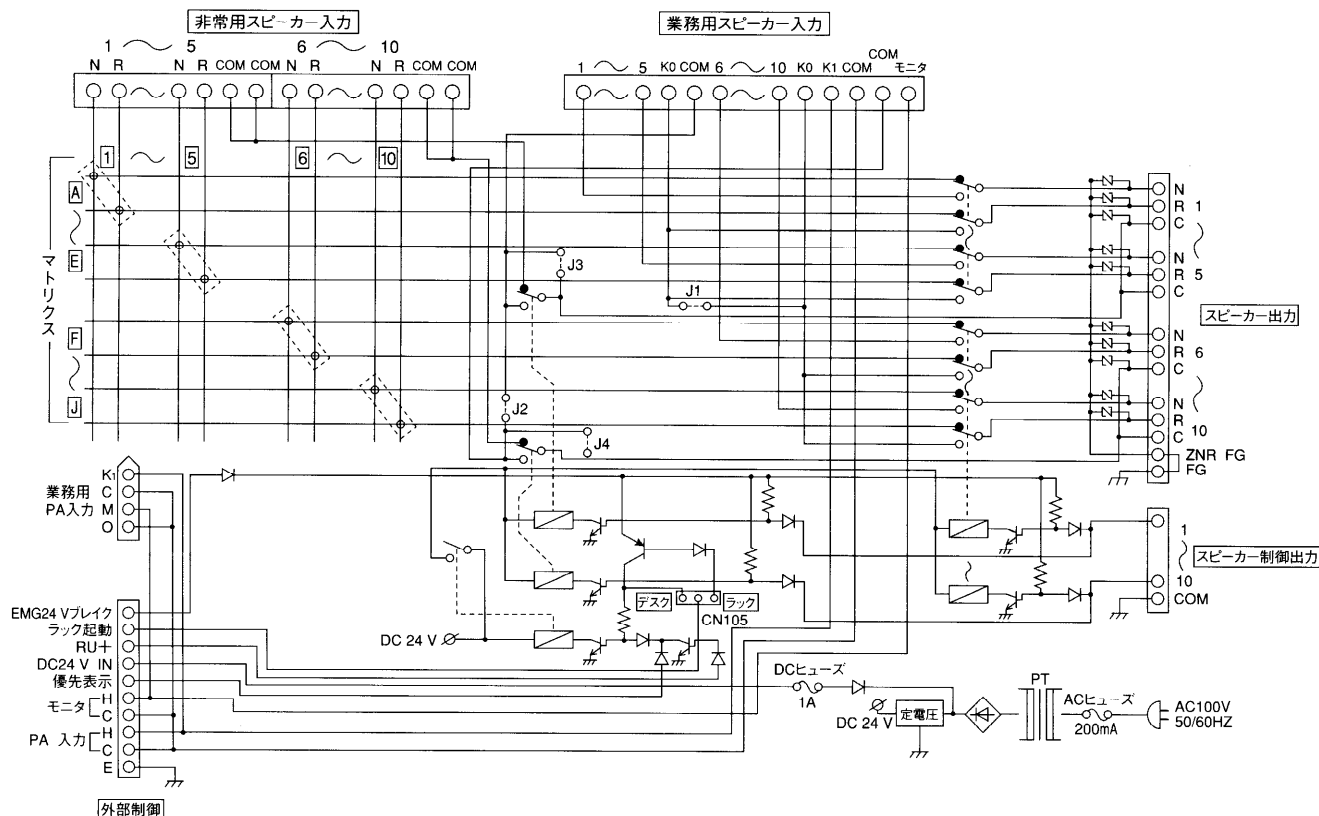 非常用スピーカー入力
業務用スピーカー入力
1 〜 5 6 〜 10
N R N R COM COM N R N R COM COM
1 〜 5 K0 COM 6 〜 10 K0 K1 COM COM モニタ
1 〜 5 6 〜 10
マトリクス
A
〜
E
F
〜
J
J3
J1
J2
J4
N
R 1
C
〜
N
R 5
C
スピーカー出力
N
R 6
C
〜
N
R
C 10
ZNR FG
FG
業務用
PA入力
K1
C
M
O
1
〜
10
COM
スピーカー制御出力
デスク
ラック
CN105
DC 24 V
EMG24 Vブレイク
ラック起動
RU+
DC24 V IN
優先表示
モニタ
H
C
PA 入力
H
C
E
外部制御
DCヒューズ
1A
DC 24 V
定電圧
PT
ACヒューズ
200mA
AC100V
50/60HZ